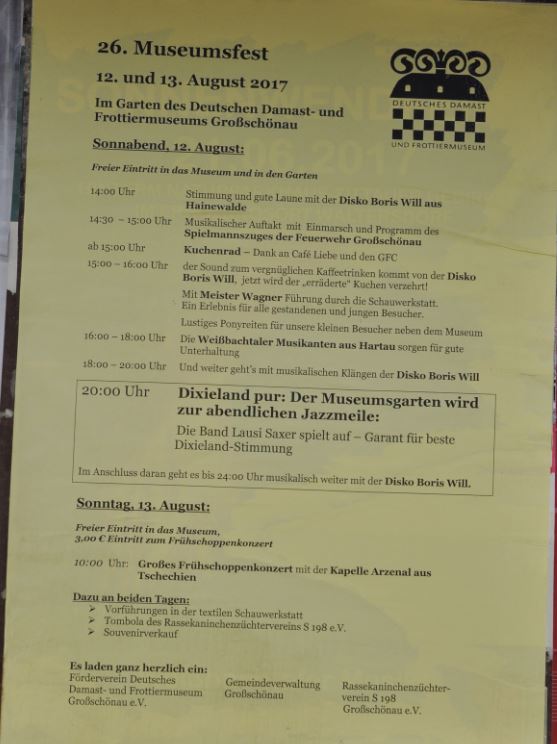 26. Museumsfest
12. und 13. August 2017
Im Garten des Deutschen Damast- und
Frottiermuseums Großschönau
DEUTSCHES DAMAST
UND FROTTIERMUSEUM
Sonnabend, 12. August:
Freier Eintritt in das Museum und in den Garten
14:00 Uhr Stimmung und gute Laune mit der Disko Boris Will aus
Hainewalde
14:30 – 15:00 Uhr Musikalischer Auftakt mit Einmarsch und Programm des
Spielmannszuges der Feuerwehr Großschönau
ab 15:00 Uhr Kuchenrad – Dank an Café Liebe und den GFC
15:00 – 16:00 Uhr der Sound zum vergnüglichen Kaffeetrinken kommt von der Disko
Boris Will, jetzt wird der „erräderte“ Kuchen verzehrt!
Mit Meister Wagner Führung durch die Schauwerkstatt.
Ein Erlebnis für alle gestandenen und jungen Besucher.
Lustiges Ponyreiten für unsere kleinen Besucher neben dem Museum
16:00 – 18:00 Uhr Die Weißbachtaler Musikanten aus Hartau sorgen für gute
Unterhaltung
18:00 – 20:00 Uhr Und weiter geht's mit musikalischen Klängen der Disko Boris Will
20:00 Uhr Dixieland pur: Der Museumsgarten wird
zur abendlichen Jazzmeile:
Die Band Lausi Saxer spielt auf – Garant für beste
Dixieland-Stimmung
Im Anschluss daran geht es bis 24:00 Uhr musikalisch weiter mit der Disko Boris Will.
Sonntag, 13. August:
Freier Eintritt in das Museum,
3,00 € Eintritt zum Frühschoppenkonzert
10:00 Uhr: Großes Frühschoppenkonzert mit der Kapelle Arzenal aus
Tschechien
Dazu an beiden Tagen:
➢ Vorführungen in der textilen Schauwerkstatt
➢ Tombola des Rassekaninchenzüchtervereins S 198 e.V.
➢ Souvenirverkauf
Es laden ganz herzlich ein:
Förderverein Deutsches
Damast- und Frottiermuseum
Großschönau e.V.
Gemeindeverwaltung
Großschönau
Rassekaninchenzüchter-
verein S 198
Großschönau e.V.